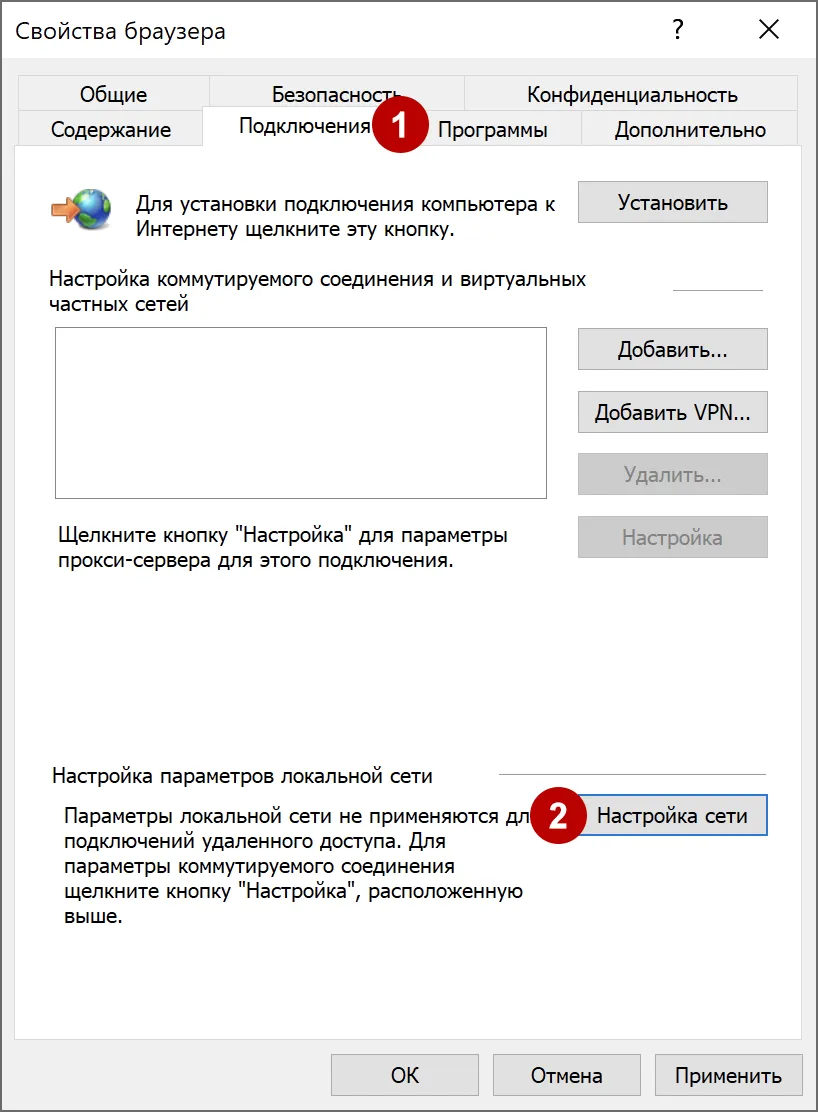 Свойства браузера
?
Общие
Безопасность
Конфиденциальность
Содержание
Подключения
1
Программы
Дополнительно
Для установки подключения компьютера к
Интернету щелкните эту кнопку.
Установить
Настройка коммутируемого соединения и виртуальных
частных сетей
Добавить...
Добавить VPN...
Удалить...
Настройка
Щелкните кнопку "Настройка" для параметры
прокси-сервера для этого подключения.
Настройка параметров локальной сети
Параметры локальной сети не применяются дл
подключений удаленного доступа. Для
параметры коммутируемого соединения
щелкните кнопку "Настройка", расположенную
выше.
2
Настройка сети
ОК
Отмена
Применить